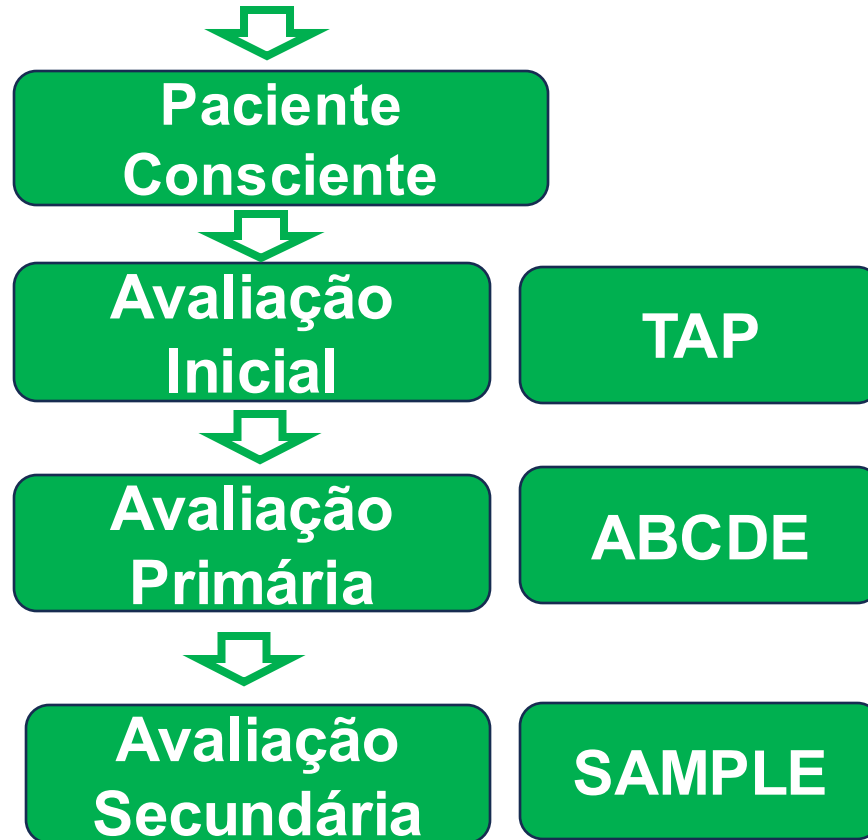 Paciente
Consciente
Avaliação
Inicial
TAP
Avaliação
Primária
ABCDE
Avaliação
Secundária
SAMPLE